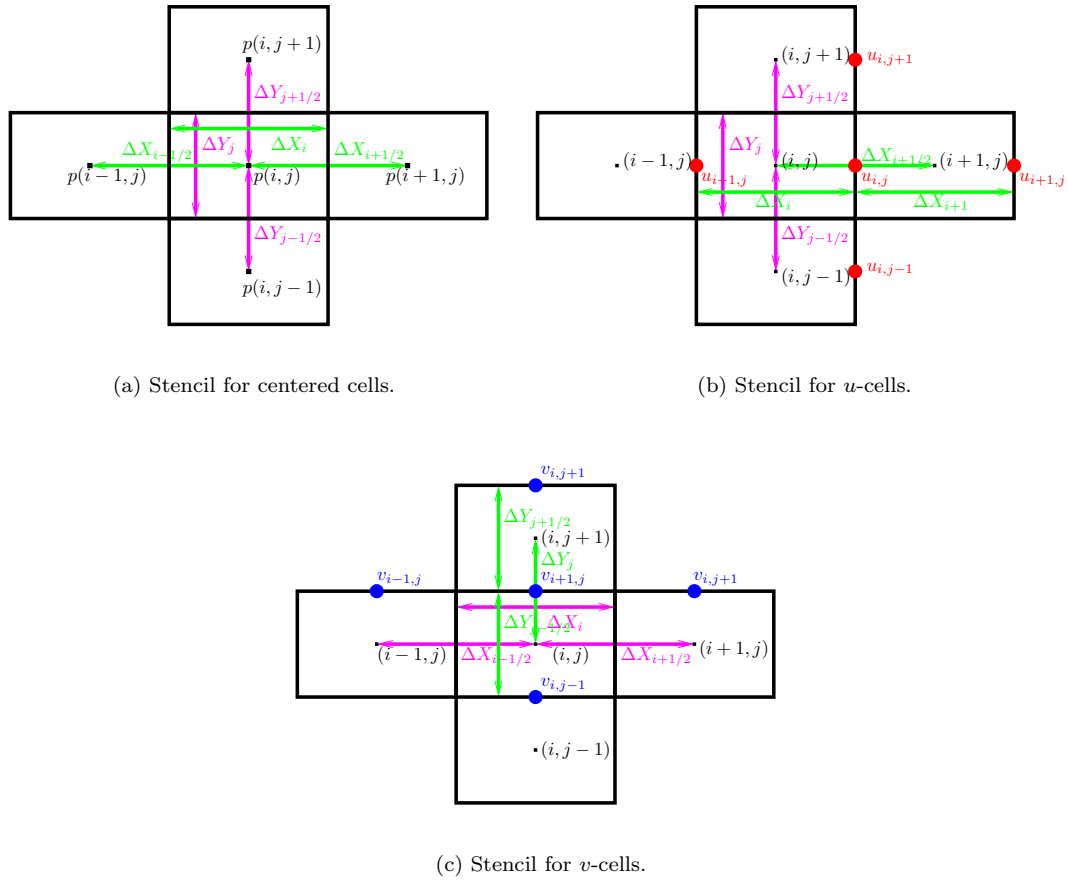 p(i, j + 1)
ΔY_{j+1/2}
ΔY_j
ΔX_i
ΔX_{i−1/2}
ΔX_{i+1/2}
p(i − 1, j)
p(i, j)
p(i + 1, j)
ΔY_{j−1/2}
p(i, j − 1)
(a) Stencil for centered cells.
(i, j + 1)
u_{i,j+1}
ΔY_{j+1/2}
ΔY_j
(i − 1, j)
(i, j)
ΔX_{i+1/2}
(i + 1, j)
u_{i−1,j}
u_{i,j}
u_{i+1,j}
ΔX_i
ΔX_{i+1}
ΔY_{j−1/2}
(i, j − 1)
u_{i,j−1}
(b) Stencil for u-cells.
v_{i,j+1}
ΔY_{j+1/2}
(i, j + 1)
ΔY_j
v_{i−1,j}
v_{i+1,j}
v_{i,j+1}
ΔY_{j−1/2}
ΔX_i
(i − 1, j)
ΔX_{i−1/2}
(i, j)
ΔX_{i+1/2}
(i + 1, j)
v_{i,j−1}
(i, j − 1)
(c) Stencil for v-cells.